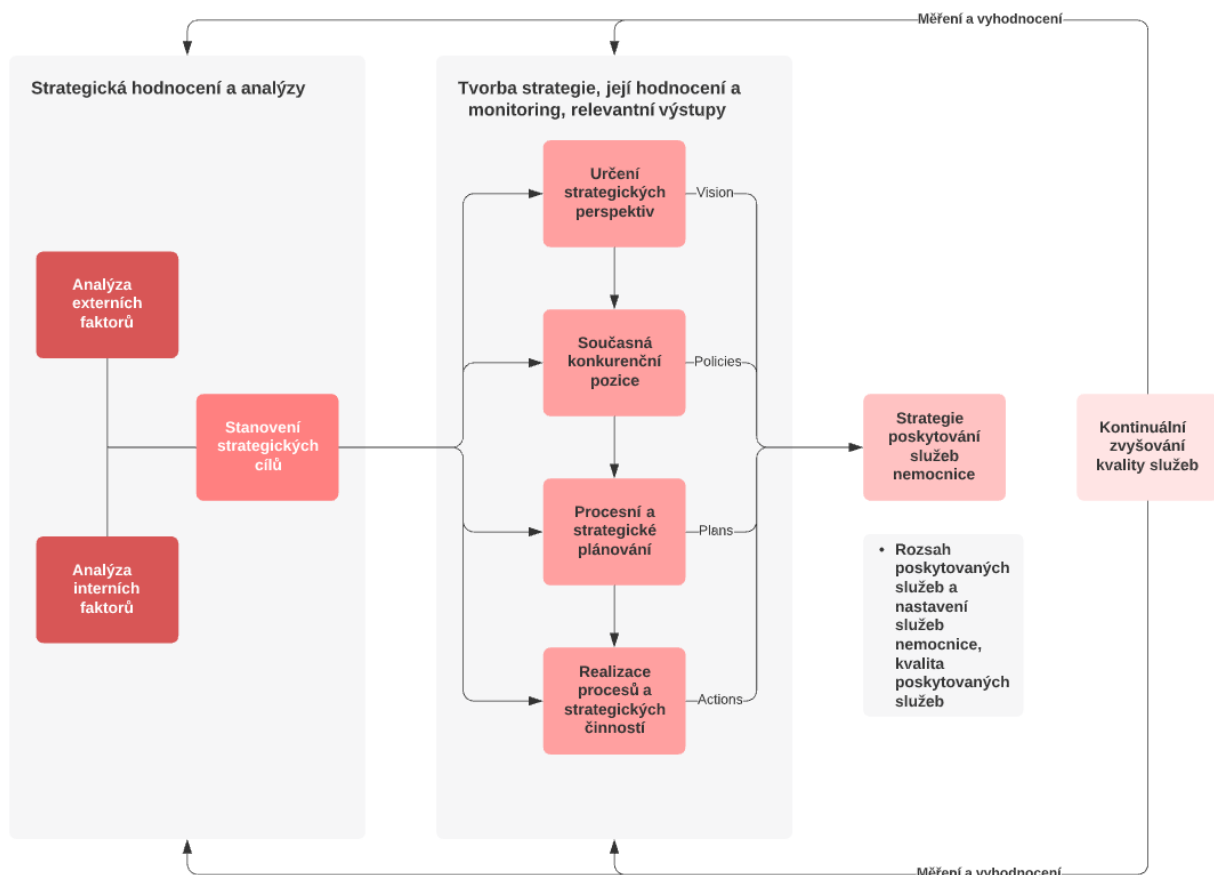 Měření a vyhodnocení
Strategická hodnocení a analýzy
Tvorba strategie, její hodnocení a
monitoring, relevantní výstupy
Určení
strategických
perspektiv
Vision
Analýza
externích
faktorů
Současná
konkurenční
pozice
Policies
Stanovení
strategických
cílů
Strategie
poskytování
služeb
nemocnice
Kontinuální
zvyšování
kvality služeb
Procesní a
strategické
plánování
Plans
Analýza
interních
faktorů
• Rozsah
poskytovaných
služeb a
nastavení
služeb
nemocnice,
kvalita
poskytovaných
služeb
Realizace
procesů a
strategických
činností
Actions
Měření a vyhodnocení